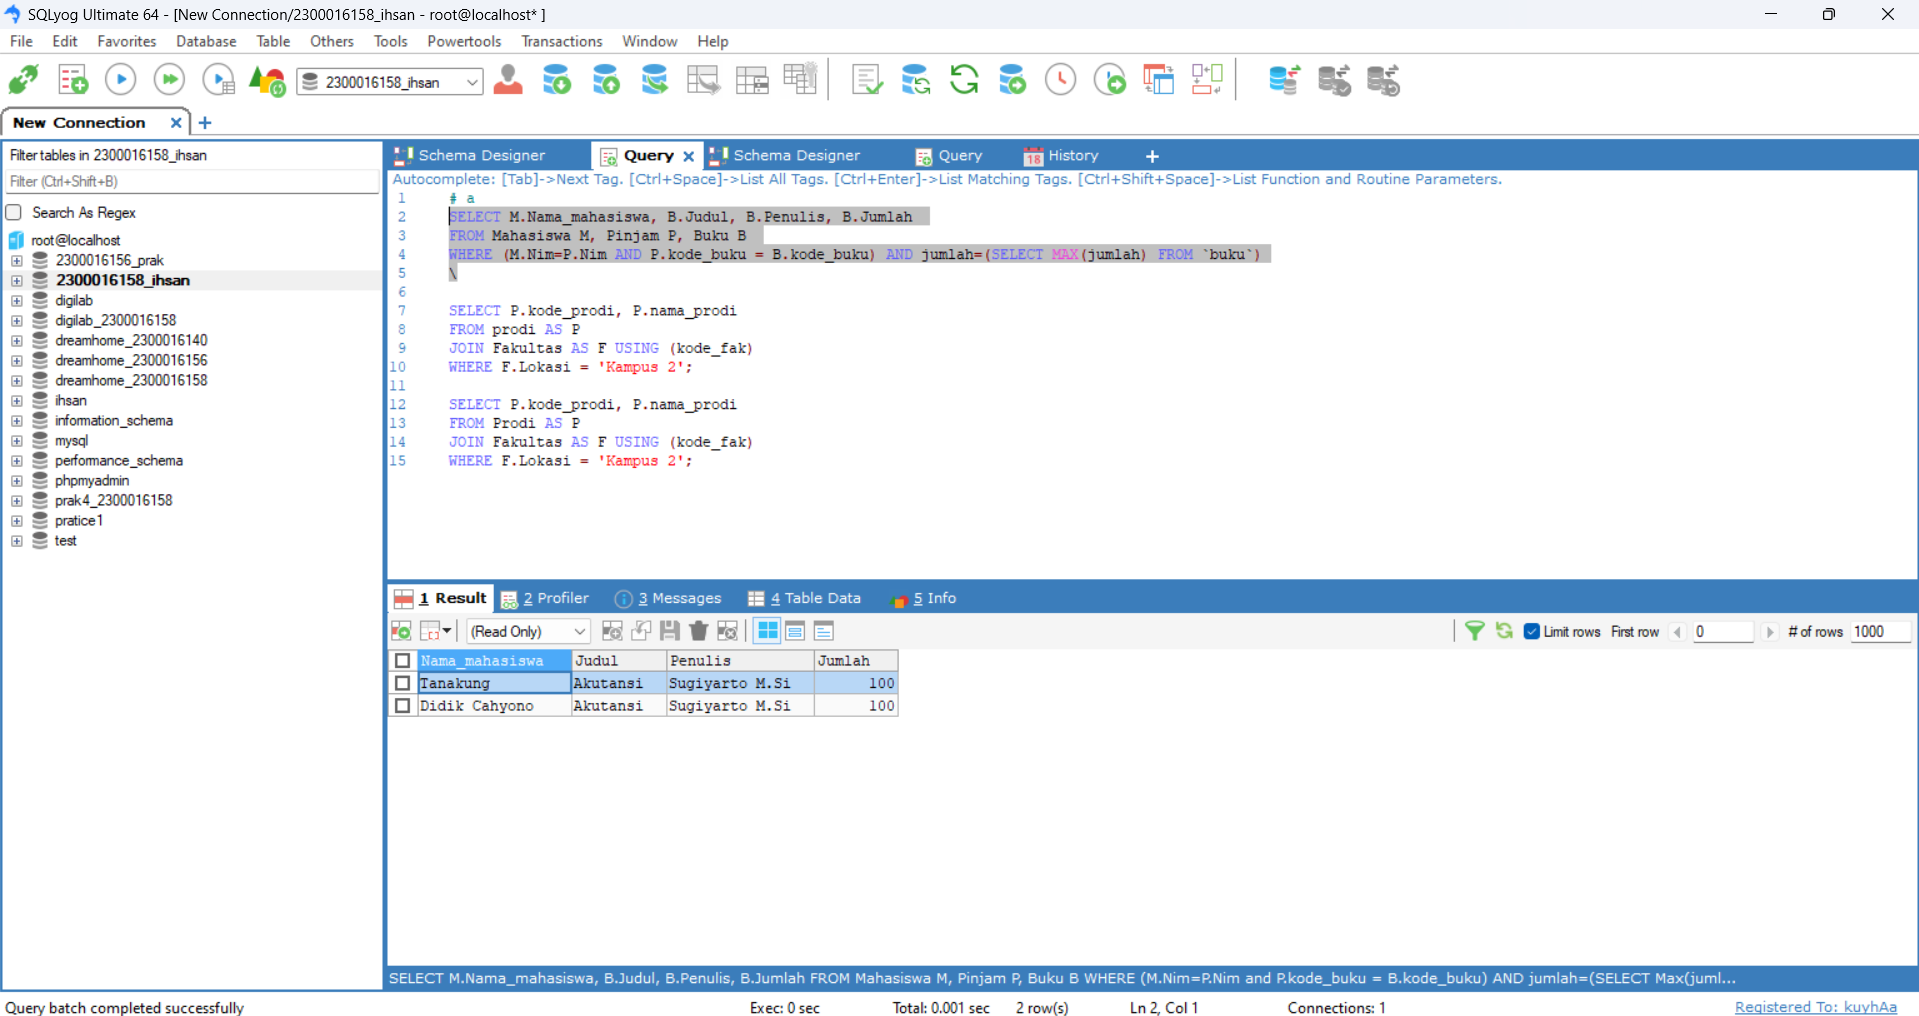 SQLyog Ultimate 64 - [New Connection/2300016158_ihsan - root@localhost* ]
File Edit Favorites Database Table Others Tools Powertools Transactions Window Help
2300016158_ihsan
New Connection
Filter tables in 2300016158_ihsan
Filter (Ctrl+Shift+B)
Search As Regex
root@localhost
2300016156_prak
2300016158_ihsan
digilab
digilab_2300016158
dreamhome_2300016140
dreamhome_2300016156
dreamhome_2300016158
ihsan
information_schema
mysql
performance_schema
phpmyadmin
prak4_2300016158
pratice1
test
Schema Designer Query Schema Designer Query 18 History
Autocomplete: [Tab]->Next Tag. [Ctrl+Space]->List All Tags. [Ctrl+Enter]->List Matching Tags. [Ctrl+Shift+Space]->List Function and Routine Parameters.
1 # a
2 SELECT M.Nama_mahasiswa, B.Judul, B.Penulis, B.Jumlah
3 FROM Mahasiswa M, Pinjam P, Buku B
4 WHERE (M.Nim=P.Nim AND P.kode_buku = B.kode_buku) AND jumlah=(SELECT MAX(jumlah) FROM `buku`)
5 \
6
7 SELECT P.kode_prodi, P.nama_prodi
8 FROM prodi AS P
9 JOIN Fakultas AS F USING (kode_fak)
10 WHERE F.Lokasi = 'Kampus 2';
11
12 SELECT P.kode_prodi, P.nama_prodi
13 FROM Prodi AS P
14 JOIN Fakultas AS F USING (kode_fak)
15 WHERE F.Lokasi = 'Kampus 2';
1 Result 2 Profiler 3 Messages 4 Table Data 5 Info
(Read Only) Limit rows First row 0 # of rows 1000
Nama_mahasiswa Judul Penulis Jumlah
Tanakung Akutansi Sugiyarto M.Si 100
Didik Cahyono Akutansi Sugiyarto M.Si 100
SELECT M.Nama_mahasiswa, B.Judul, B.Penulis, B.Jumlah FROM Mahasiswa M, Pinjam P, Buku B WHERE (M.Nim=P.Nim and P.kode_buku = B.kode_buku) AND jumlah=(SELECT Max(juml...
Query batch completed successfully Exec: 0 sec Total: 0.001 sec 2 row(s) Ln 2, Col 1 Connections: 1 Registered To: kuyhAa